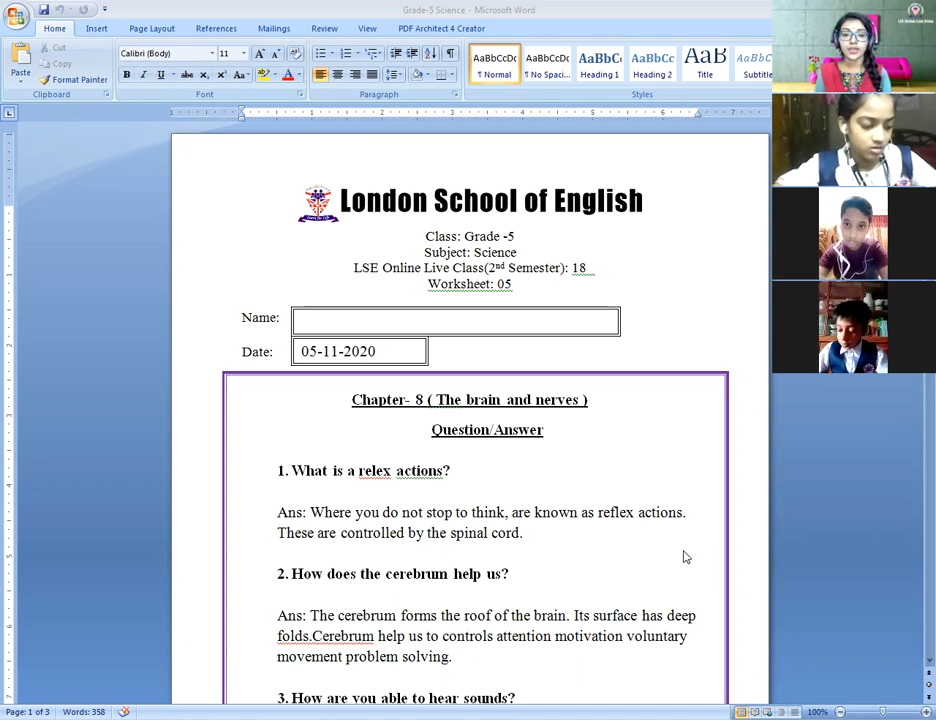 Grade-5 Science - Microsoft Word
Home Insert Page Layout References Mailings Review View PDF Architect 4 Creator
Paste
Cut
Copy
Format Painter
Clipboard
Calibri (Body) 11
Font
Paragraph
AaBbCcDc AaBbCcDc AaBbC AaBbCc AaB AaBbCc
¶ Normal ¶ No Spaci... Heading 1 Heading 2 Title Subtitle
Styles
London School of English
Class: Grade -5
Subject: Science
LSE Online Live Class(2nd Semester): 18
Worksheet: 05
Name:
Date: 05-11-2020
Chapter- 8 ( The brain and nerves )
Question/Answer
1. What is a relex actions?
Ans: Where you do not stop to think, are known as reflex actions.
These are controlled by the spinal cord.
2. How does the cerebrum help us?
Ans: The cerebrum forms the roof of the brain. Its surface has deep
folds.Cerebrum help us to controls attention motivation voluntary
movement problem solving.
3. How are you able to hear sounds?
Page: 1 of 3 Words: 358 100%